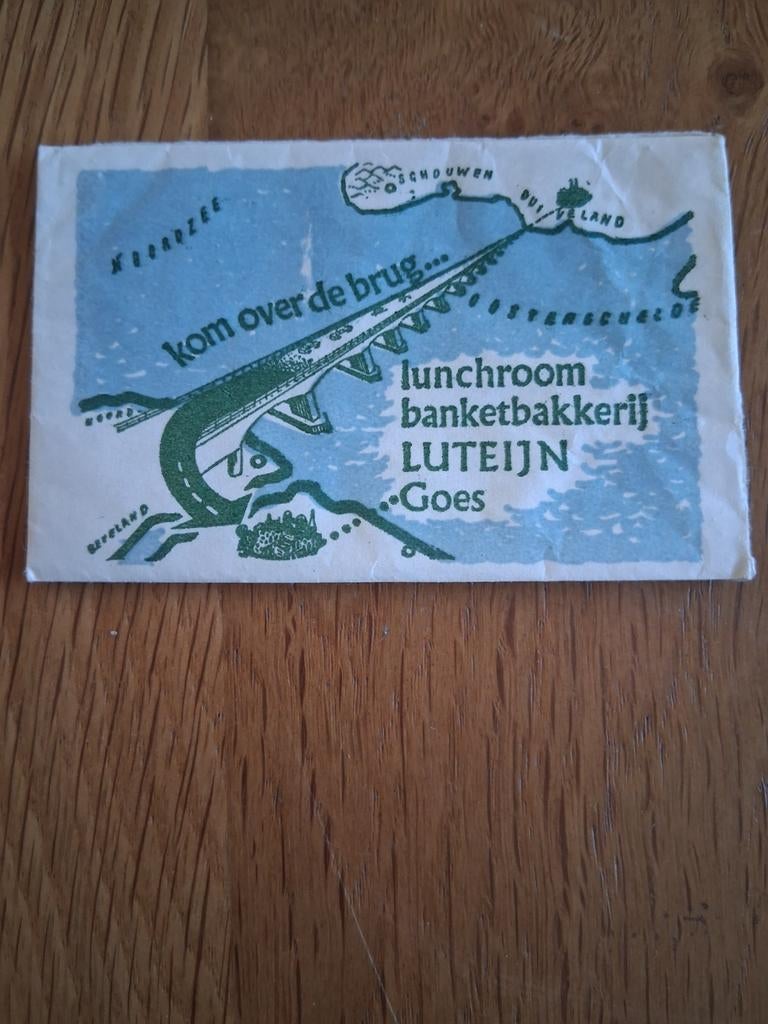 NOORDZEE
SCHOUWEN
DUIVELAND
kom over de brug...
OOSTERSCHELDE
lunchroom
banketbakkerij
LUTEIJN
Goes
NOORD
BEVELAND